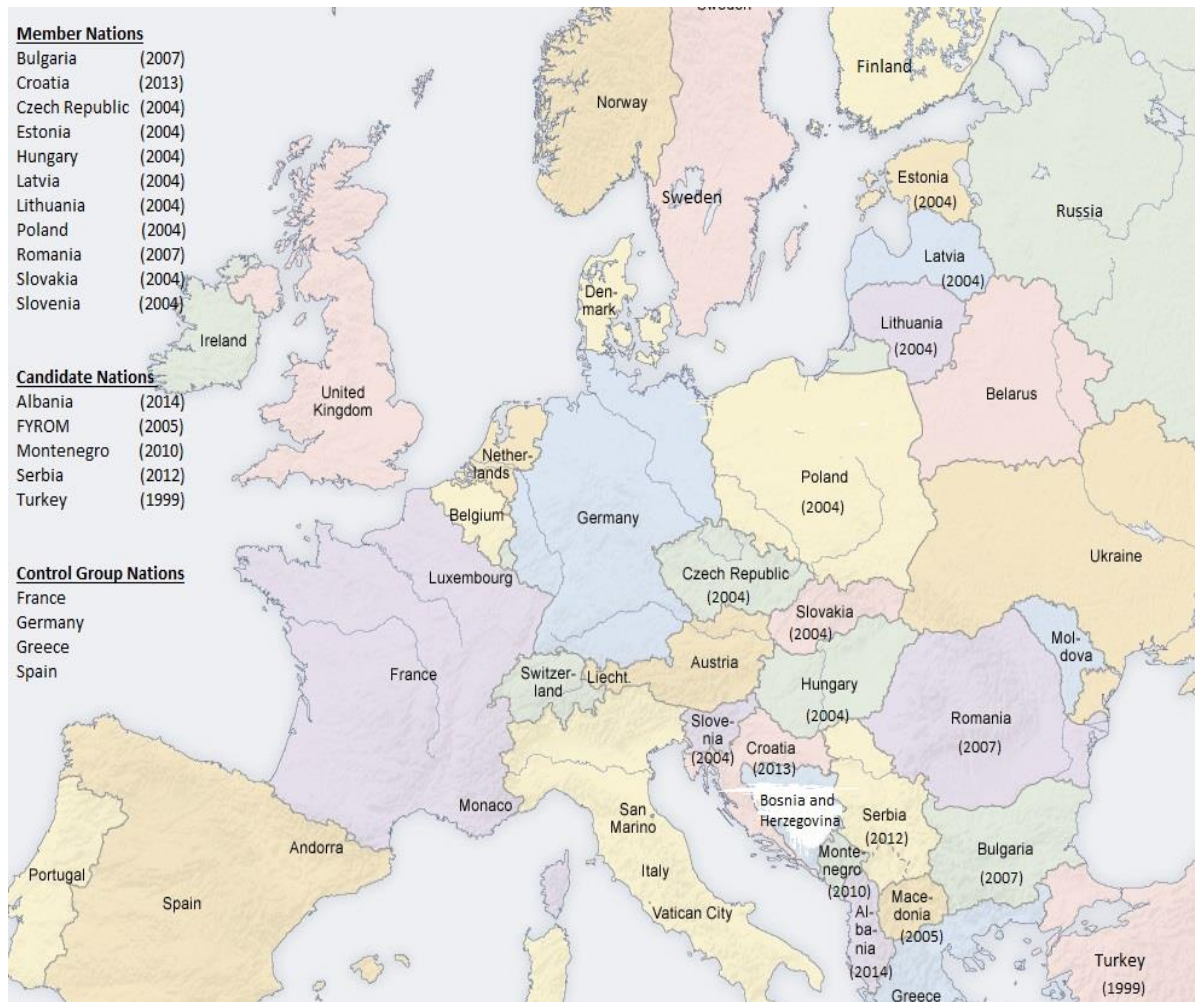 Member Nations
Bulgaria (2007)
Croatia (2013)
Czech Republic (2004)
Estonia (2004)
Hungary (2004)
Latvia (2004)
Lithuania (2004)
Poland (2004)
Romania (2007)
Slovakia (2004)
Slovenia (2004)
Candidate Nations
Albania (2014)
FYROM (2005)
Montenegro (2010)
Serbia (2012)
Turkey (1999)
Control Group Nations
France
Germany
Greece
Spain
Sweden
Finland
Norway
Sweden
Estonia
(2004)
Russia
Latvia
(2004)
Den-
mark
Lithuania
(2004)
Ireland
United
Kingdom
Belarus
Nether-
lands
Poland
(2004)
Belgium
Germany
Ukraine
Luxembourg
Czech Republic
(2004)
Slovakia
(2004)
Mol-
dova
France
Switzer-
land
Liecht.
Austria
Hungary
(2004)
Romania
(2007)
Slove-
nia
(2004)
Croatia
(2013)
Monaco
San
Marino
Bosnia and
Herzegovina
Serbia
(2012)
Andorra
Portugal
Spain
Italy
Vatican City
Monte-
negro
(2010)
Bulgaria
(2007)
Mace-
donia
(2005)
Al-
ba-
nia
(2014)
Greece
Turkey
(1999)